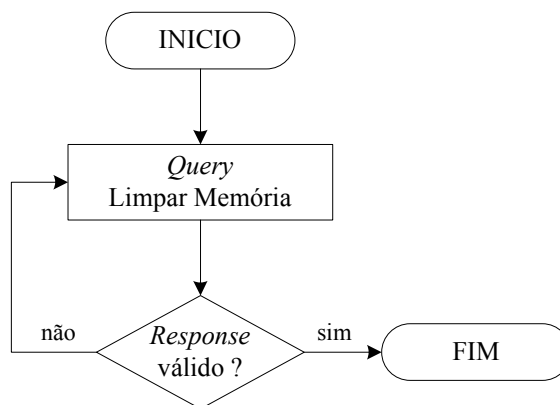 INICIO
Query
Limpar Memória
não
Response
válido ?
sim
FIM